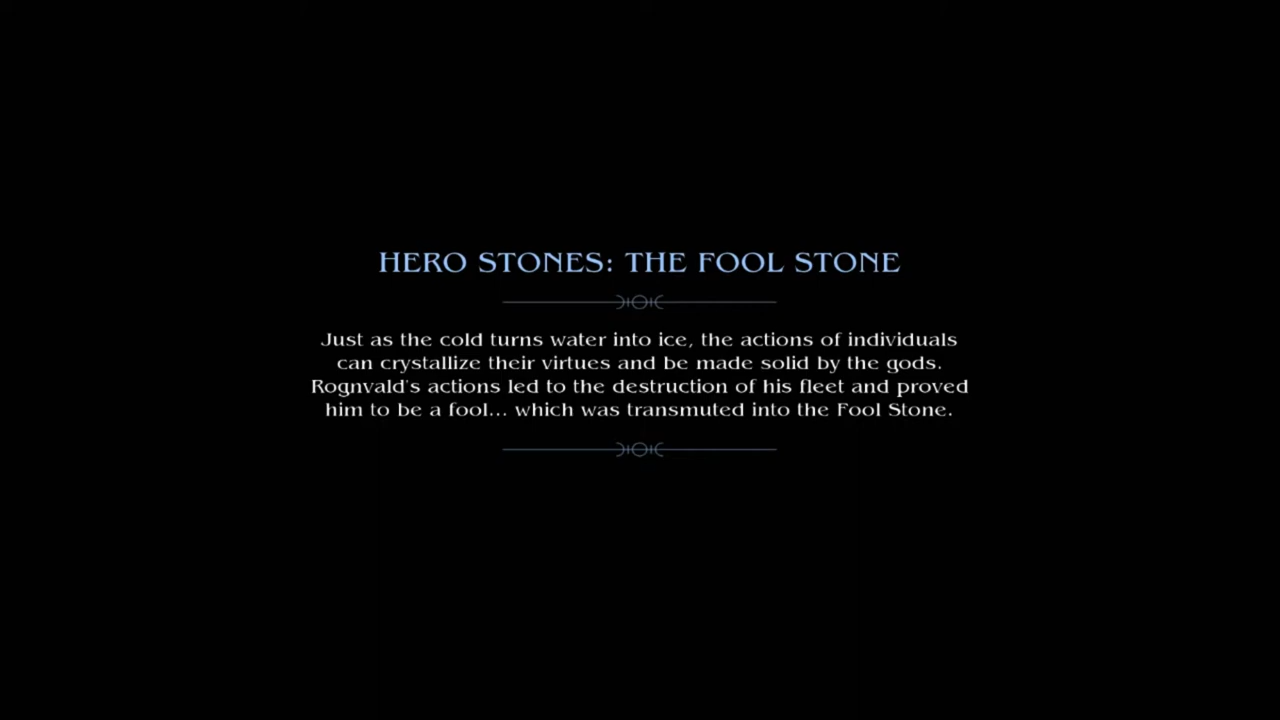 HERO STONES: THE FOOL STONE
Just as the cold turns water into ice, the actions of individuals
can crystallize their virtues and be made solid by the gods.
Rognvald's actions led to the destruction of his fleet and proved
him to be a fool... which was transmuted into the Fool Stone.